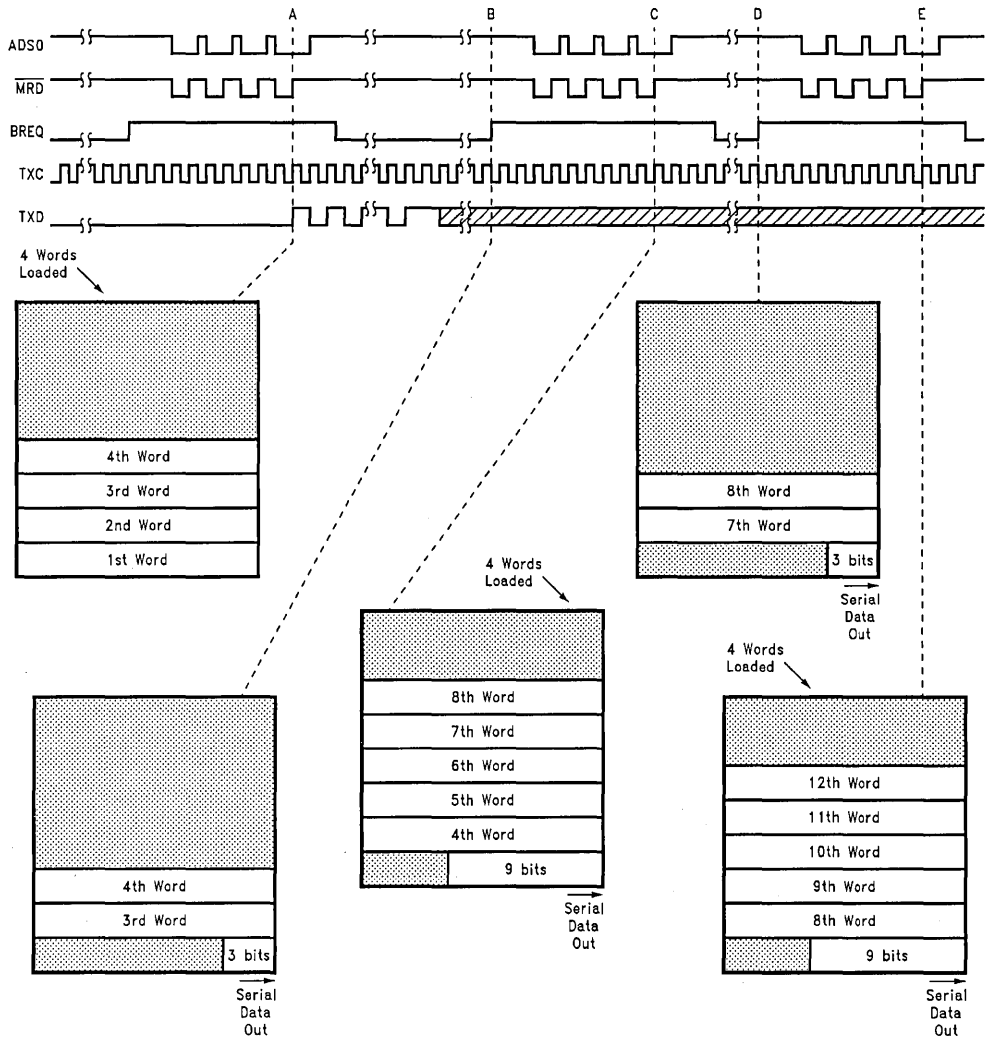 A B C D E
ADS0
MRD
BREQ
TXC
TXD
4 Words
Loaded
4th Word
3rd Word
2nd Word
1st Word
8th Word
7th Word
3 bits
Serial
Data
Out
4 Words
Loaded
8th Word
7th Word
6th Word
5th Word
4th Word
9 bits
Serial
Data
Out
4th Word
3rd Word
3 bits
Serial
Data
Out
4 Words
Loaded
12th Word
11th Word
10th Word
9th Word
8th Word
9 bits
Serial
Data
Out